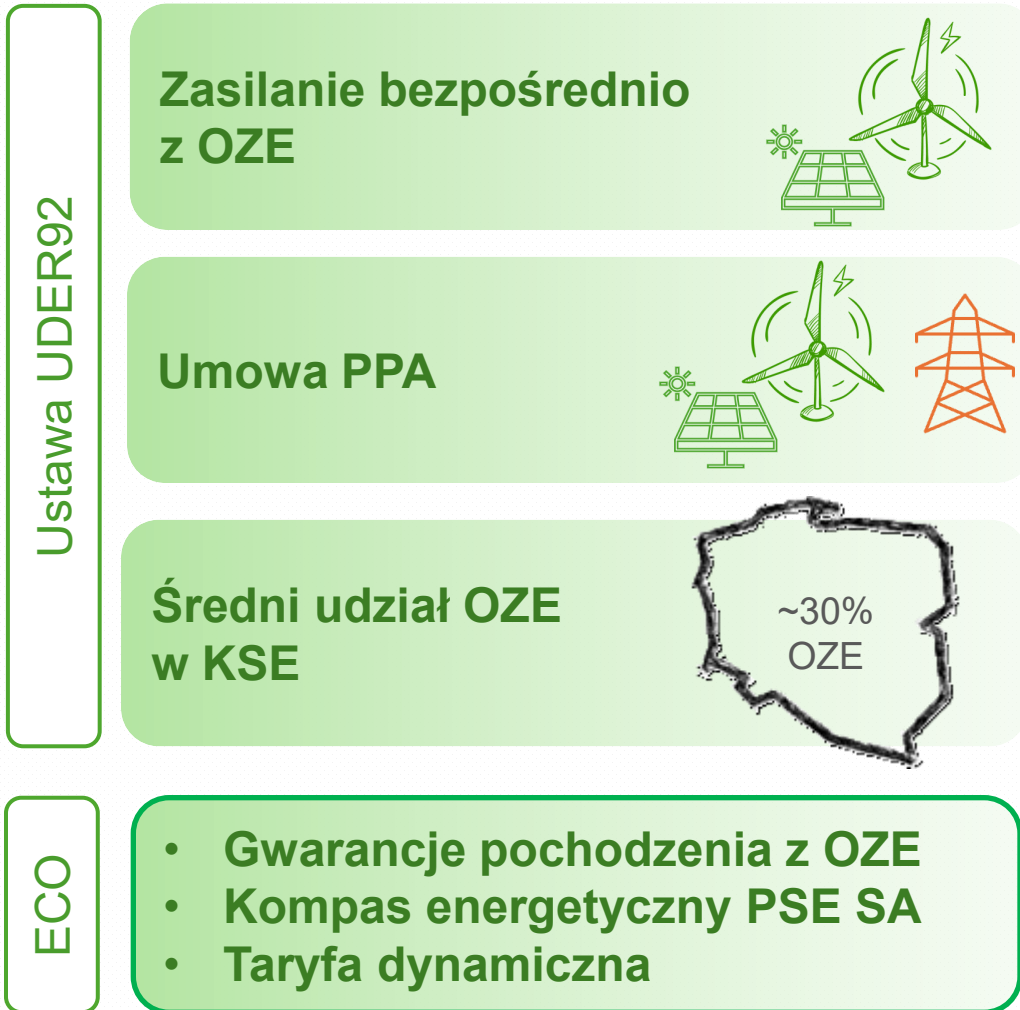 Ustawa UDER92
Zasilanie bezpośrednio
z OZE
Umowa PPA
Średni udział OZE
w KSE
~30%
OZE
ECO
• Gwarancje pochodzenia z OZE
• Kompas energetyczny PSE SA
• Taryfa dynamiczna